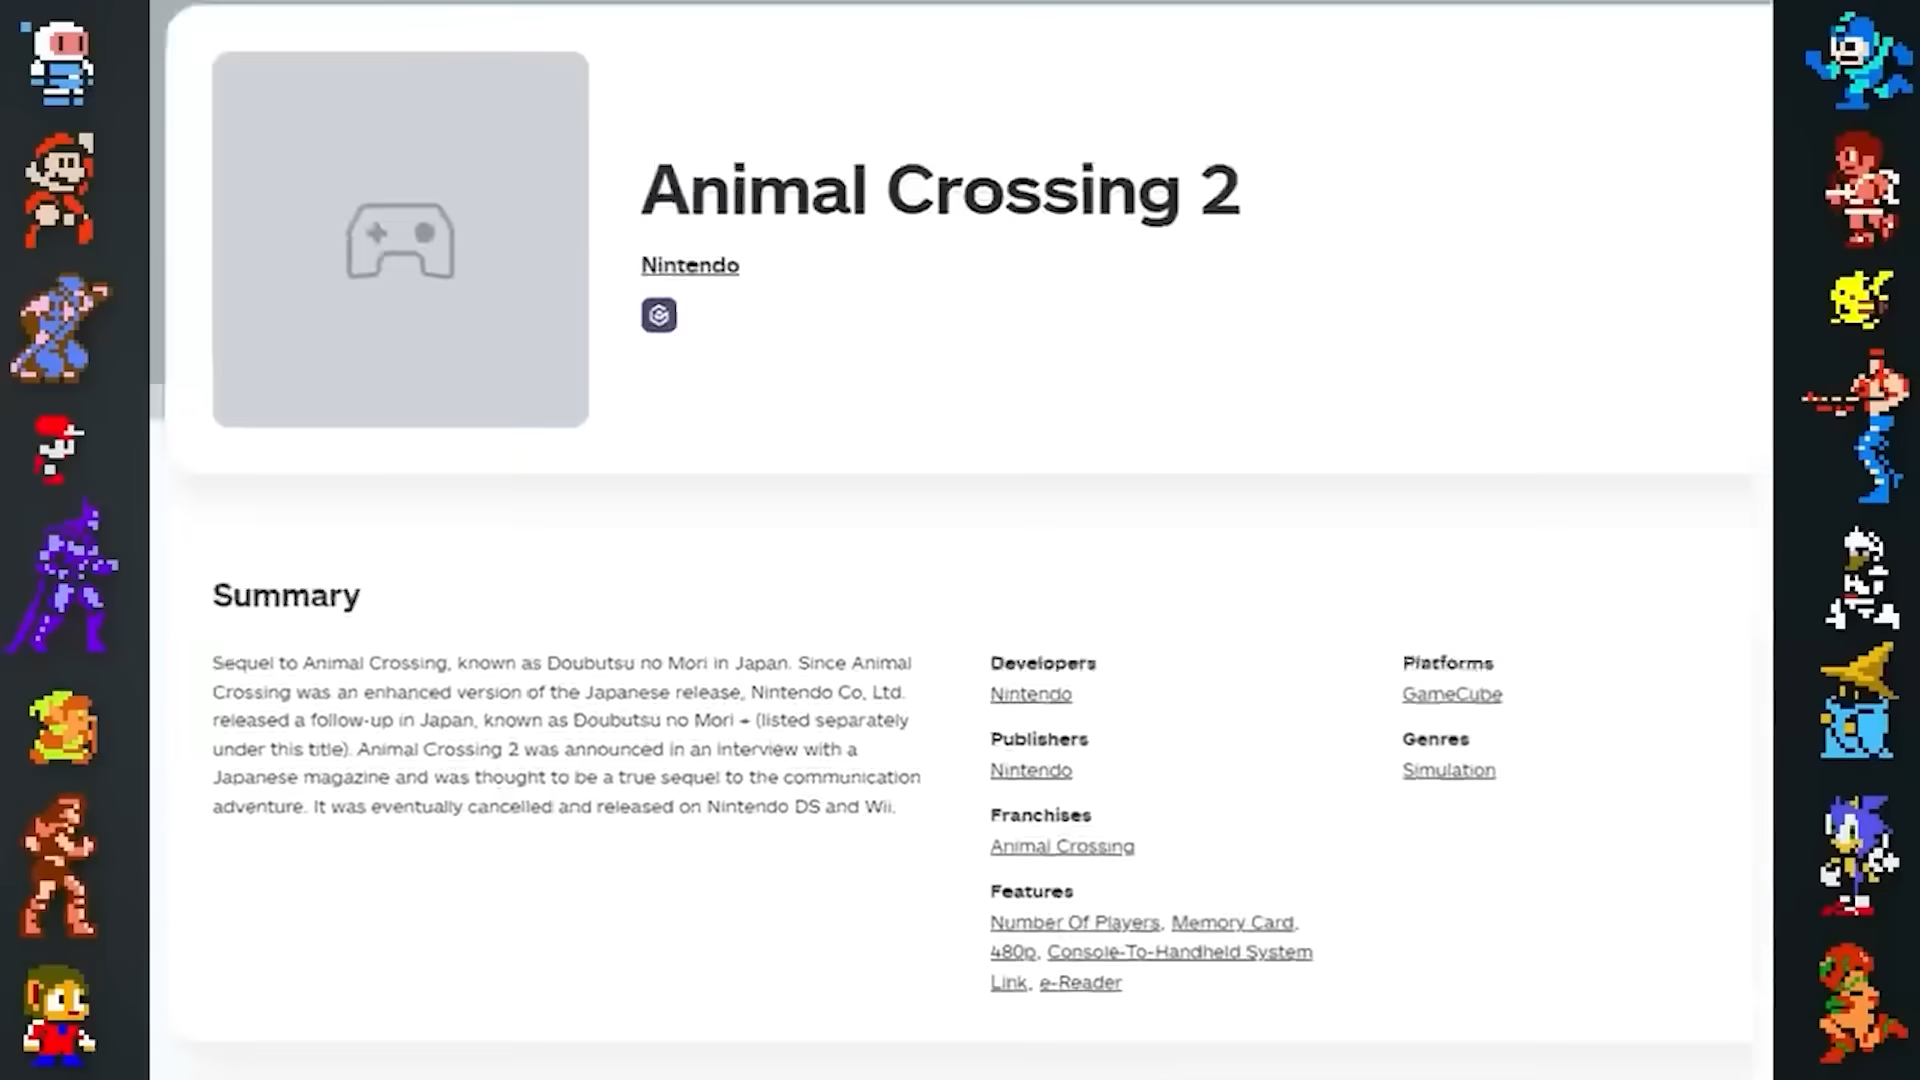 Animal Crossing 2
Nintendo
Summary
Sequel to Animal Crossing, known as Doubutsu no Mori in Japan. Since Animal
Crossing was an enhanced version of the Japanese release, Nintendo Co, Ltd.
released a follow-up in Japan, known as Doubutsu no Mori + (listed separately
under this title). Animal Crossing 2 was announced in an interview with a
Japanese magazine and was thought to be a true sequel to the communication
adventure. It was eventually cancelled and released on Nintendo DS and Wii.
Developers
Nintendo
Publishers
Nintendo
Franchises
Animal Crossing
Features
Number Of Players, Memory Card,
480p, Console-To-Handheld System
Link, e-Reader
Platforms
GameCube
Genres
Simulation